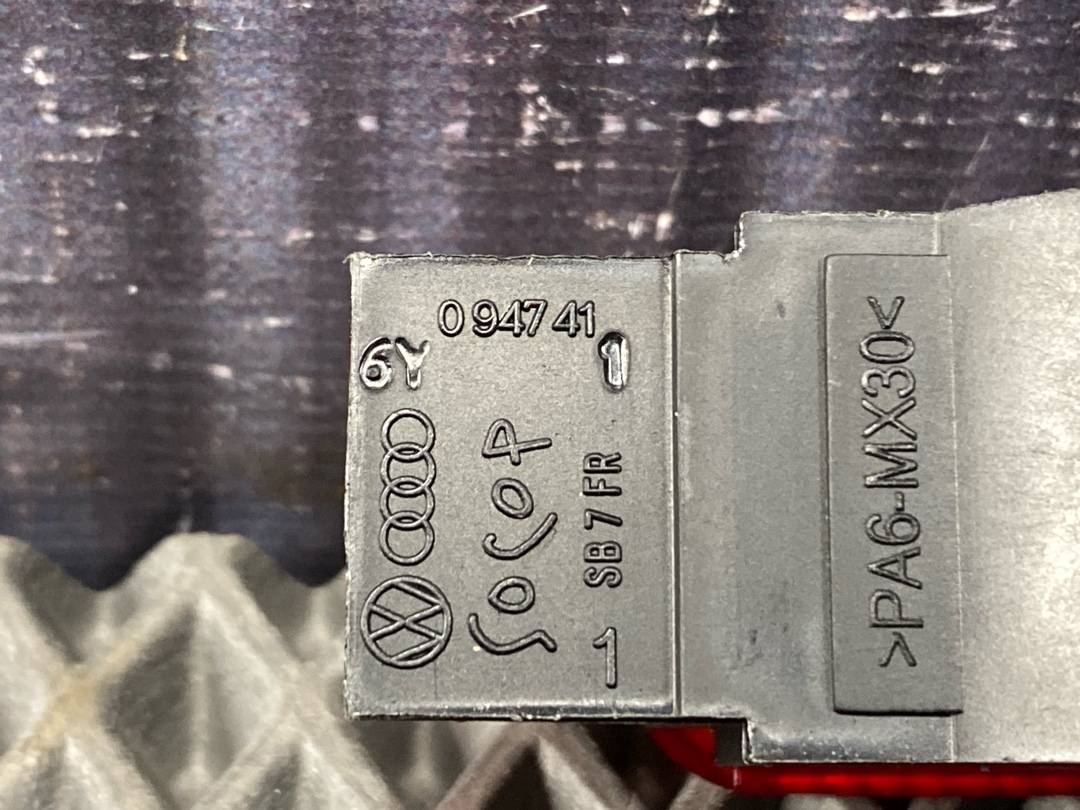 0 947 41
6Y 1
SOCOP
SB 7 FR
1
>PA6-MX30<